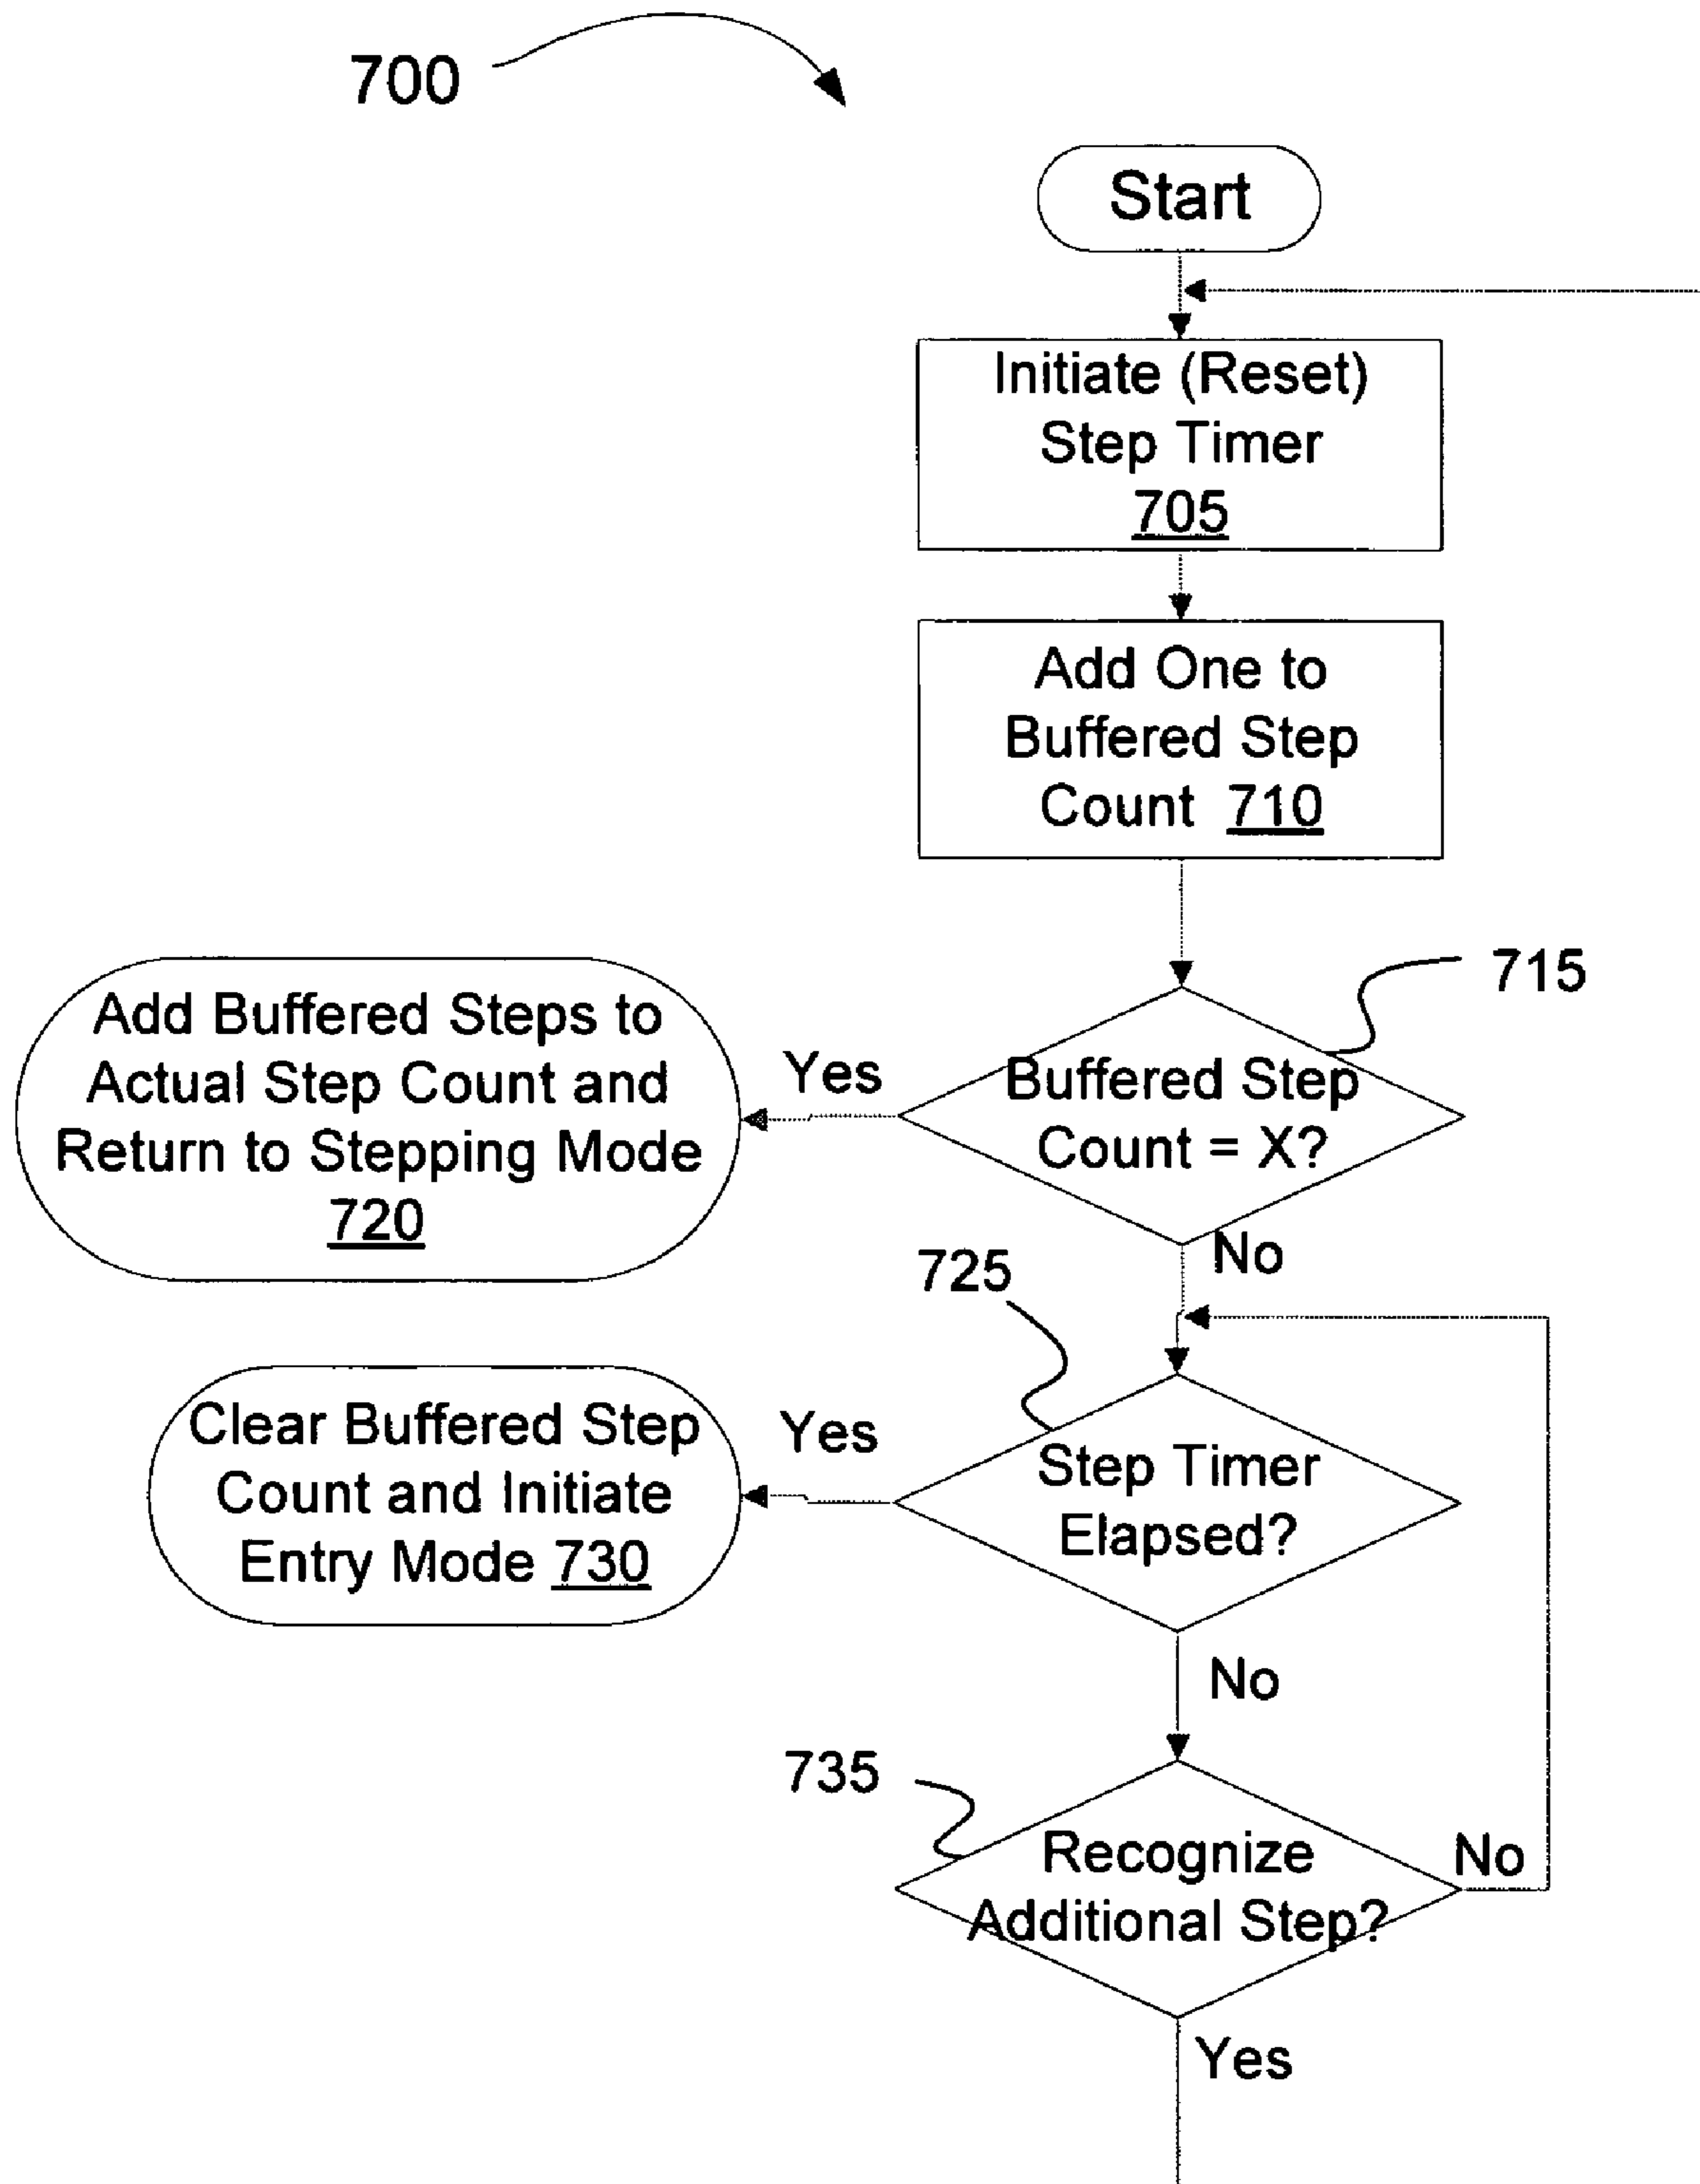 700
Start
Initiate (Reset)
Step Timer
705
Add One to
Buffered Step
Count 710
715
Buffered Step
Count = X?
Yes
Add Buffered Steps to
Actual Step Count and
Return to Stepping Mode
720
No
725
Step Timer
Elapsed?
Yes
Clear Buffered Step
Count and Initiate
Entry Mode 730
No
735
Recognize
Additional Step?
No
Yes